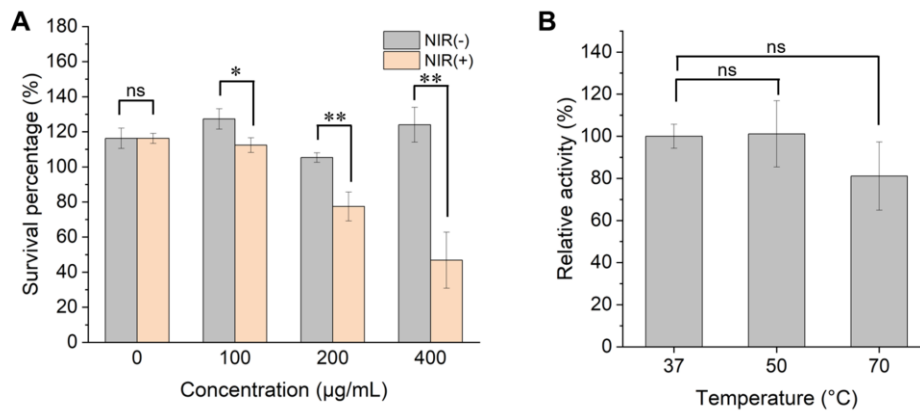 A
180
160
140
120
100
80
60
40
20
0
Survival percentage (%)
NIR(-)
NIR(+)
ns
*
**
**
0 100 200 400
Concentration (µg/mL)
B
140
120
100
80
60
40
20
0
Relative activity (%)
ns
ns
37 50 70
Temperature (°C)